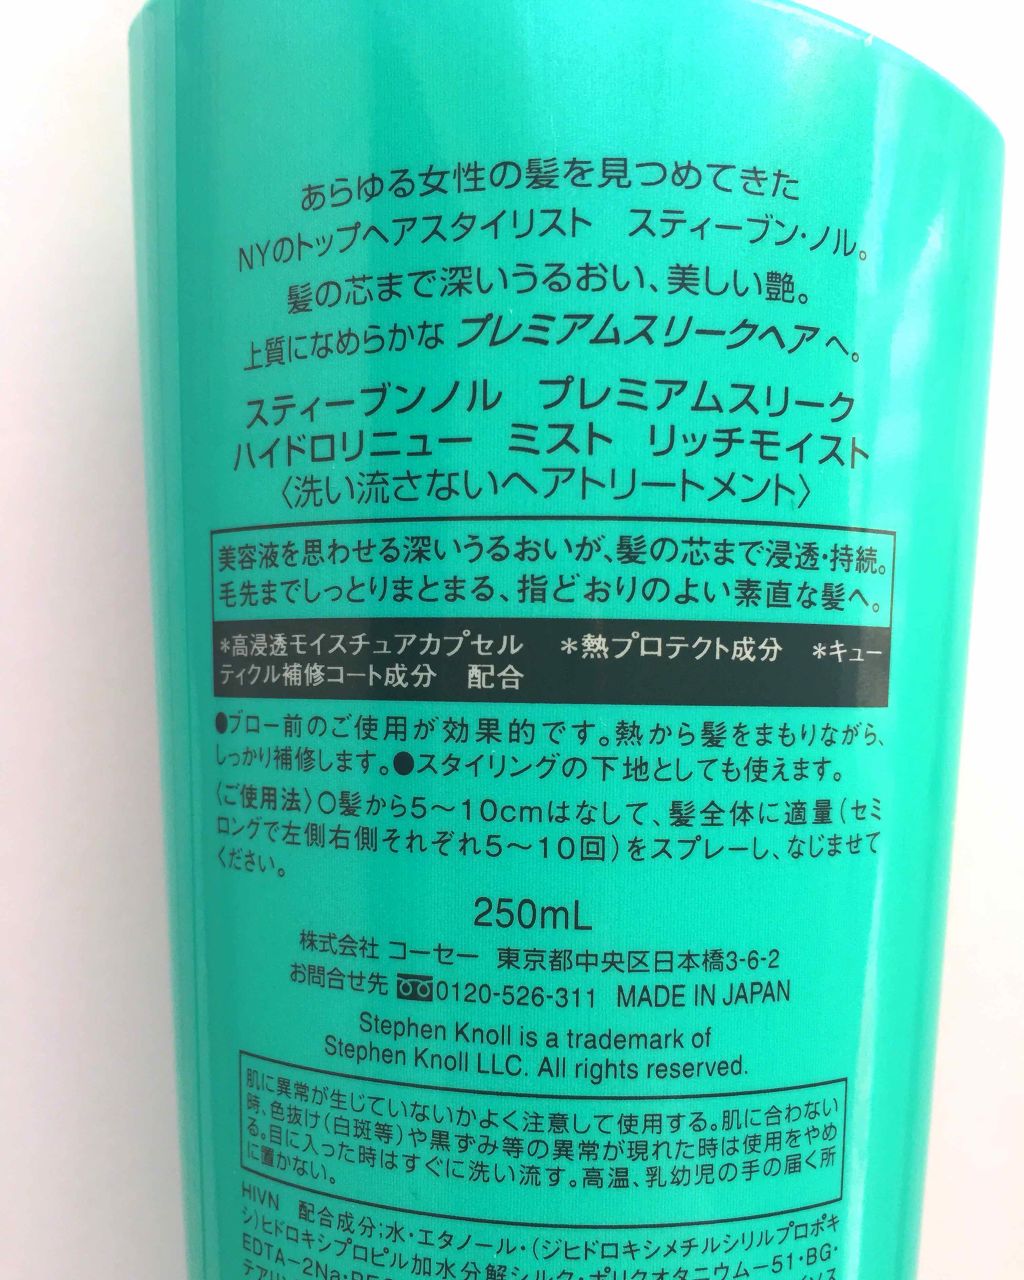 あらゆる女性の髪を見つめてきた
NYのトップヘアスタイリスト　スティーブン・ノル。
髪の芯まで深いうるおい、美しい艶。
上質になめらかな プレミアムスリークヘアへ。
スティーブンノル　プレミアムスリーク
ハイドロリニュー　ミスト　リッチモイスト
〈洗い流さないヘアトリートメント〉
美容液を思わせる深いうるおいが、髪の芯まで浸透・持続。
毛先までしっとりまとまる、指どおりのよい素直な髪へ。
*高浸透モイスチュアカプセル　*熱プロテクト成分　*キュー
ティクル補修コート成分　配合
●ブロー前のご使用が効果的です。熱から髪をまもりながら、
しっかり補修します。●スタイリングの下地としても使えます。
〈ご使用法〉○髪から5〜10cmはなして、髪全体に適量(セミ
ロングで左側右側それぞれ5〜10回)をスプレーし、なじませて
ください。
250mL
株式会社 コーセー　東京都中央区日本橋3-6-2
お問合せ先 0120-526-311　MADE IN JAPAN
Stephen Knoll is a trademark of
Stephen Knoll LLC. All rights reserved.
肌に異常が生じていないかよく注意して使用する。肌に合わない
時、色抜け(白斑等)や黒ずみ等の異常が現れた時は使用をやめ
る。目に入った時はすぐに洗い流す。高温、乳幼児の手の届く所
に置かない。
HIVN　配合成分;水・エタノール・(ジヒドロキシメチルシリルプロポキ
シ)ヒドロキシプロピル加水分解シルク・ポリクオタニウム−51・BG・
EDTA−2Na・